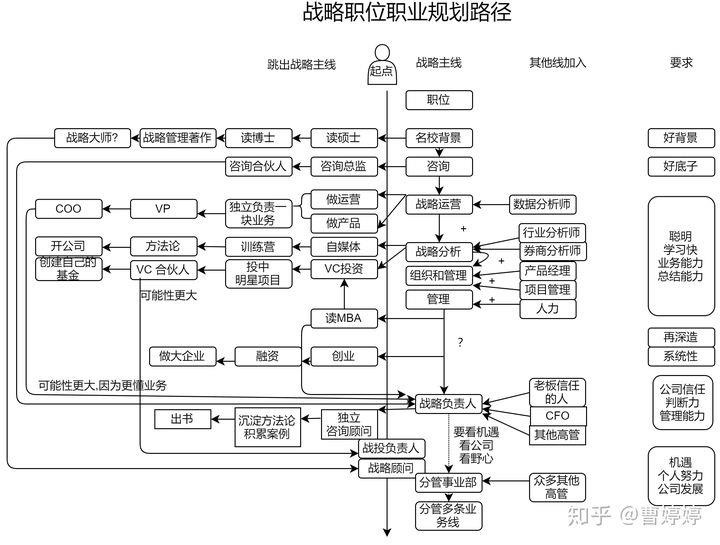 战略职位职业规划路径
跳出战略主线
起点
战略主线
其他线加入
要求
职位
战略大师?
战略管理著作
读博士
读硕士
名校背景
好背景
咨询合伙人
咨询总监
咨询
好底子
COO
VP
独立负责一
块业务
做运营
做产品
战略运营
数据分析师
+
开公司
方法论
训练营
自媒体
战略分析
行业分析师
券商分析师
+
创建自己的
基金
VC 合伙人
投中
明星项目
VC投资
组织和管理
产品经理
项目管理
+
管理
+
人力
聪明
学习快
业务能力
总结能力
可能性更大
读MBA
再深造
?
做大企业
融资
创业
系统性
可能性更大,因为更懂业务
战略负责人
老板信任
的人
CFO
其他高管
公司信任
判断力
管理能力
出书
沉淀方法论
积累案例
独立
咨询顾问
要看机遇
看公司
看野心
战投负责人
战略顾问
分管事业部
众多其他
高管
机遇
个人努力
公司发展
分管多条业
务线
知乎 @曹婷婷